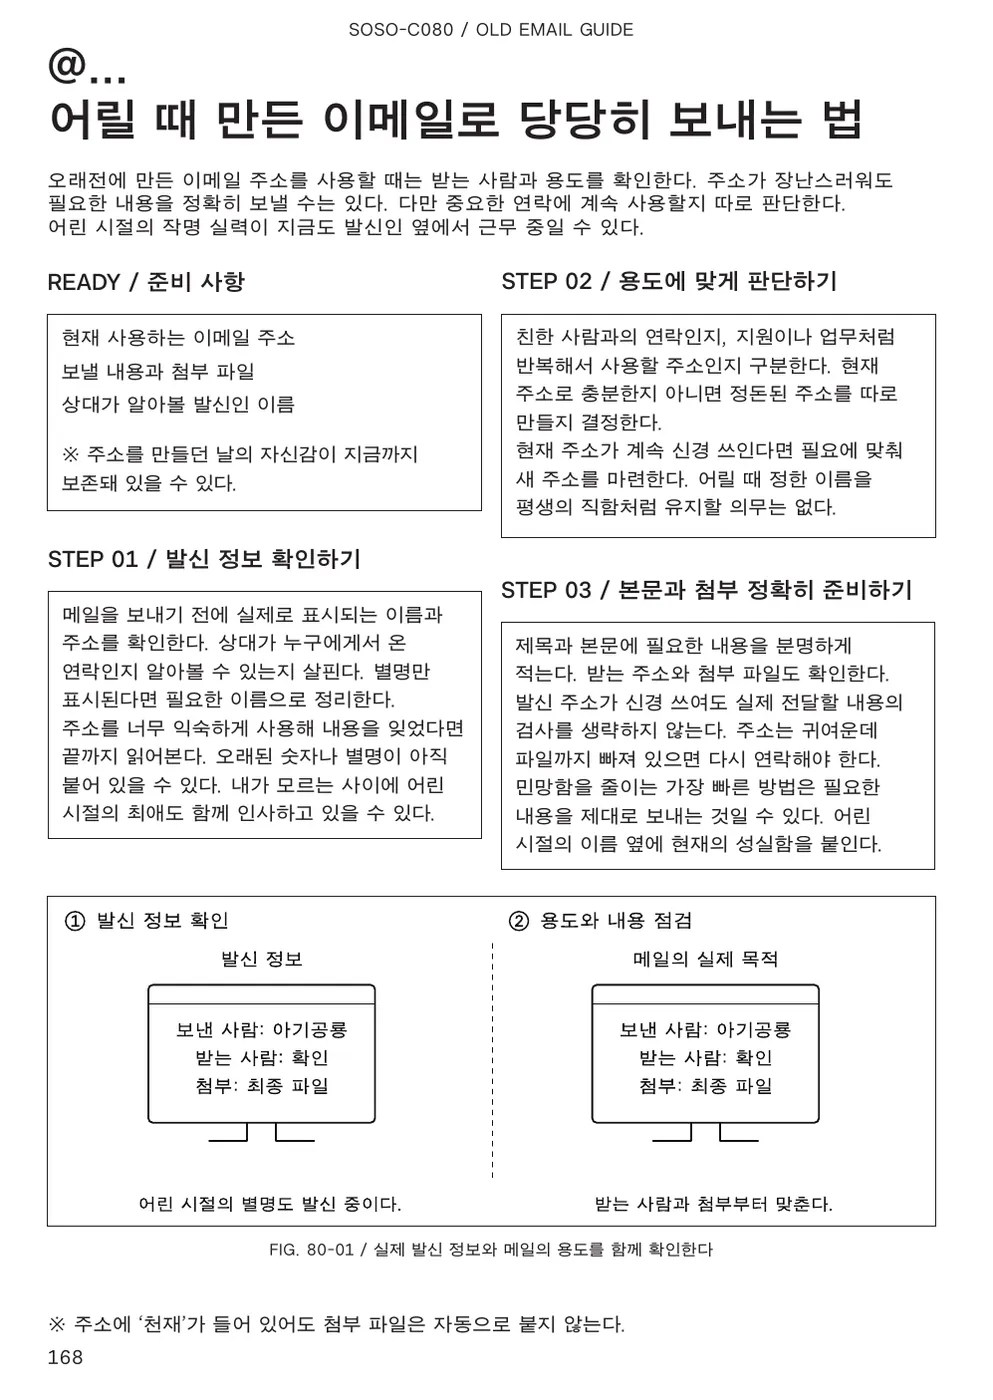 SOSO-C080 / OLD EMAIL GUIDE
@...
어릴 때 만든 이메일로 당당히 보내는 법
오래전에 만든 이메일 주소를 사용할 때는 받는 사람과 용도를 확인한다. 주소가 장난스러워도
필요한 내용을 정확히 보낼 수는 있다. 다만 중요한 연락에 계속 사용할지 따로 판단한다.
어린 시절의 작명 실력이 지금도 발신인 옆에서 근무 중일 수 있다.
READY / 준비 사항
현재 사용하는 이메일 주소
보낼 내용과 첨부 파일
상대가 알아볼 발신인 이름
※ 주소를 만들던 날의 자신감이 지금까지
보존돼 있을 수 있다.
STEP 01 / 발신 정보 확인하기
메일을 보내기 전에 실제로 표시되는 이름과
주소를 확인한다. 상대가 누구에게서 온
연락인지 알아볼 수 있는지 살핀다. 별명만
표시된다면 필요한 이름으로 정리한다.
주소를 너무 익숙하게 사용해 내용을 잊었다면
끝까지 읽어본다. 오래된 숫자나 별명이 아직
붙어 있을 수 있다. 내가 모르는 사이에 어린
시절의 최애도 함께 인사하고 있을 수 있다.
STEP 02 / 용도에 맞게 판단하기
친한 사람과의 연락인지, 지원이나 업무처럼
반복해서 사용할 주소인지 구분한다. 현재
주소로 충분한지 아니면 정돈된 주소를 따로
만들지 결정한다.
현재 주소가 계속 신경 쓰인다면 필요에 맞춰
새 주소를 마련한다. 어릴 때 정한 이름을
평생의 직함처럼 유지할 의무는 없다.
STEP 03 / 본문과 첨부 정확히 준비하기
제목과 본문에 필요한 내용을 분명하게
적는다. 받는 주소와 첨부 파일도 확인한다.
발신 주소가 신경 쓰여도 실제 전달할 내용의
검사를 생략하지 않는다. 주소는 귀여운데
파일까지 빠져 있으면 다시 연락해야 한다.
민망함을 줄이는 가장 빠른 방법은 필요한
내용을 제대로 보내는 것일 수 있다. 어린
시절의 이름 옆에 현재의 성실함을 붙인다.
① 발신 정보 확인
발신 정보
보낸 사람: 아기공룡
받는 사람: 확인
첨부: 최종 파일
어린 시절의 별명도 발신 중이다.
② 용도와 내용 점검
메일의 실제 목적
보낸 사람: 아기공룡
받는 사람: 확인
첨부: 최종 파일
받는 사람과 첨부부터 맞춘다.
FIG. 80-01 / 실제 발신 정보와 메일의 용도를 함께 확인한다
※ 주소에 ‘천재’가 들어 있어도 첨부 파일은 자동으로 붙지 않는다.
168